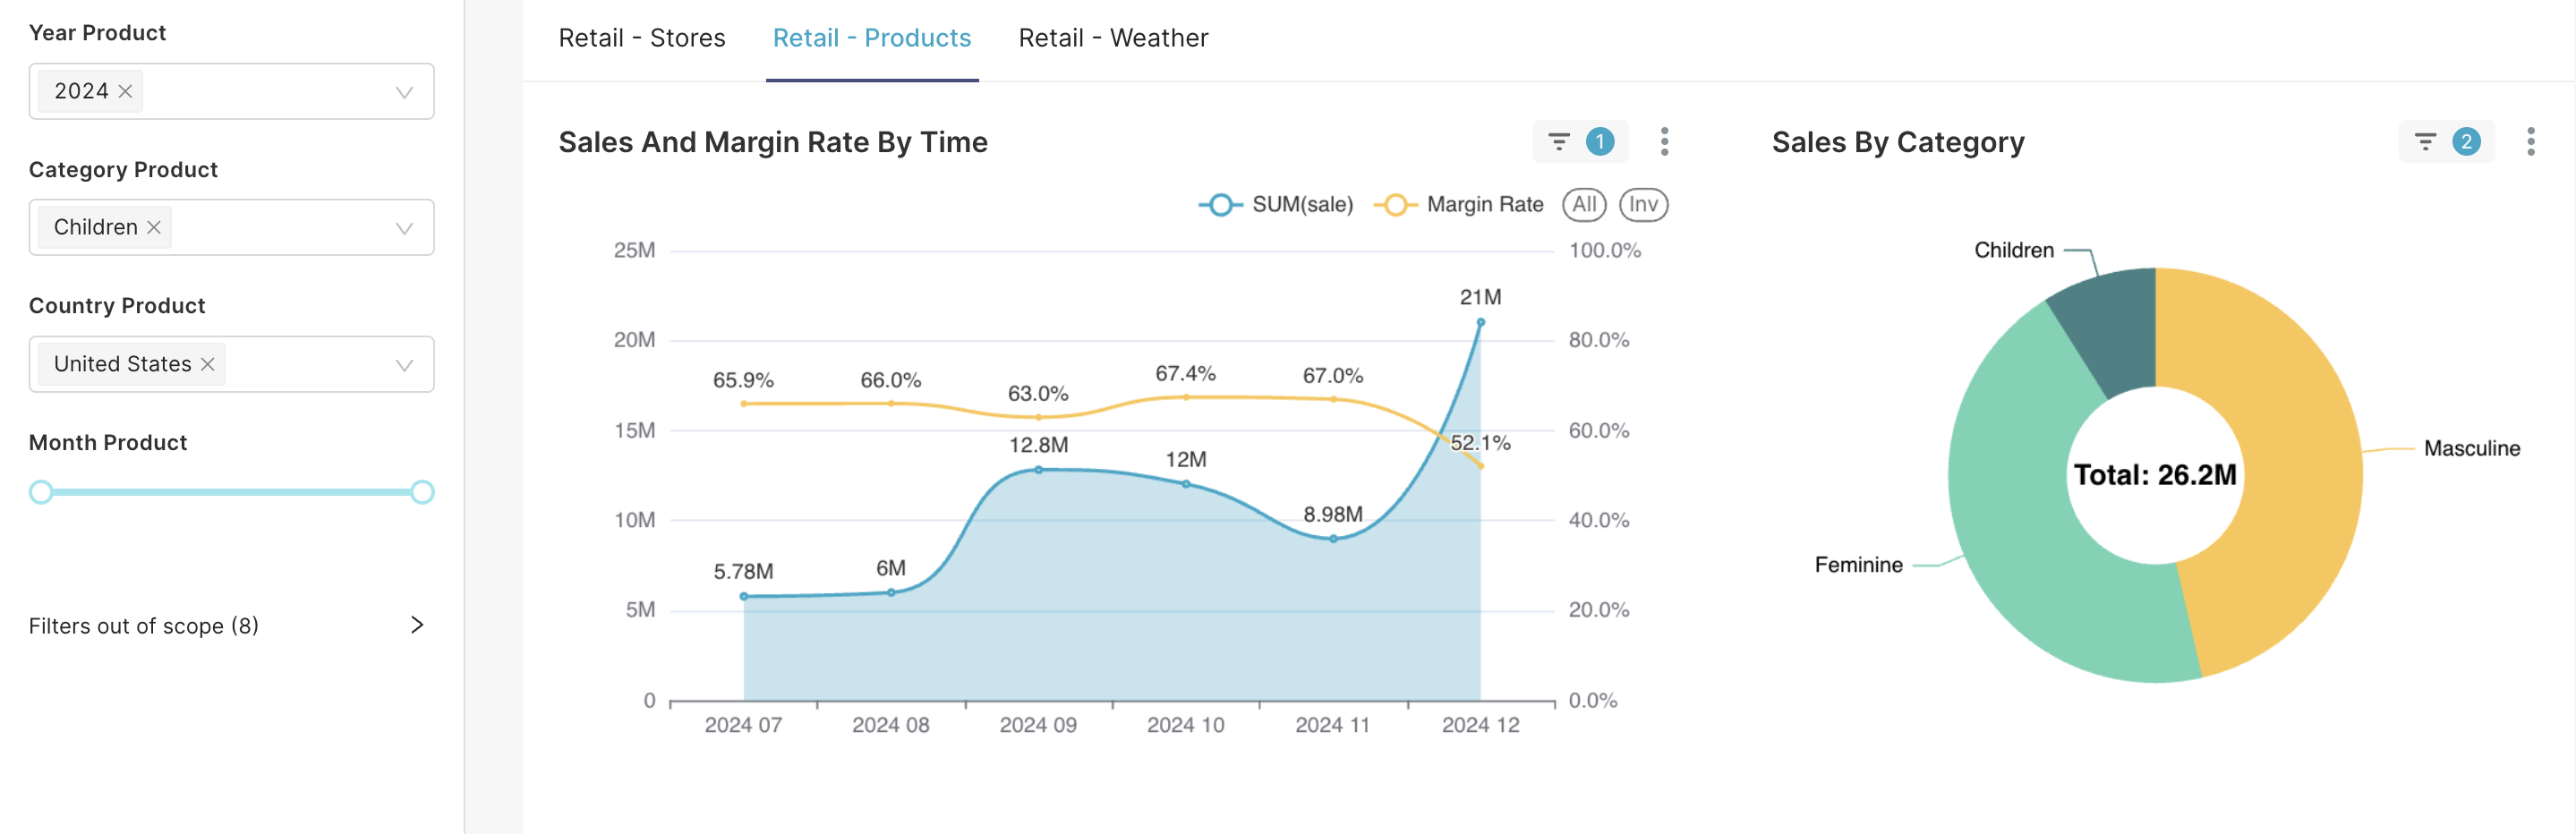 Year Product
2024
Category Product
Children
Country Product
United States
Month Product
Filters out of scope (8)
Retail - Stores
Retail - Products
Retail - Weather
Sales And Margin Rate By Time
1
SUM(sale)
Margin Rate
All
Inv
25M
20M
15M
10M
5M
0
100.0%
80.0%
60.0%
40.0%
20.0%
0.0%
65.9%
66.0%
63.0%
67.4%
67.0%
52.1%
5.78M
6M
12.8M
12M
8.98M
21M
2024 07
2024 08
2024 09
2024 10
2024 11
2024 12
Sales By Category
2
Children
Masculine
Feminine
Total: 26.2M